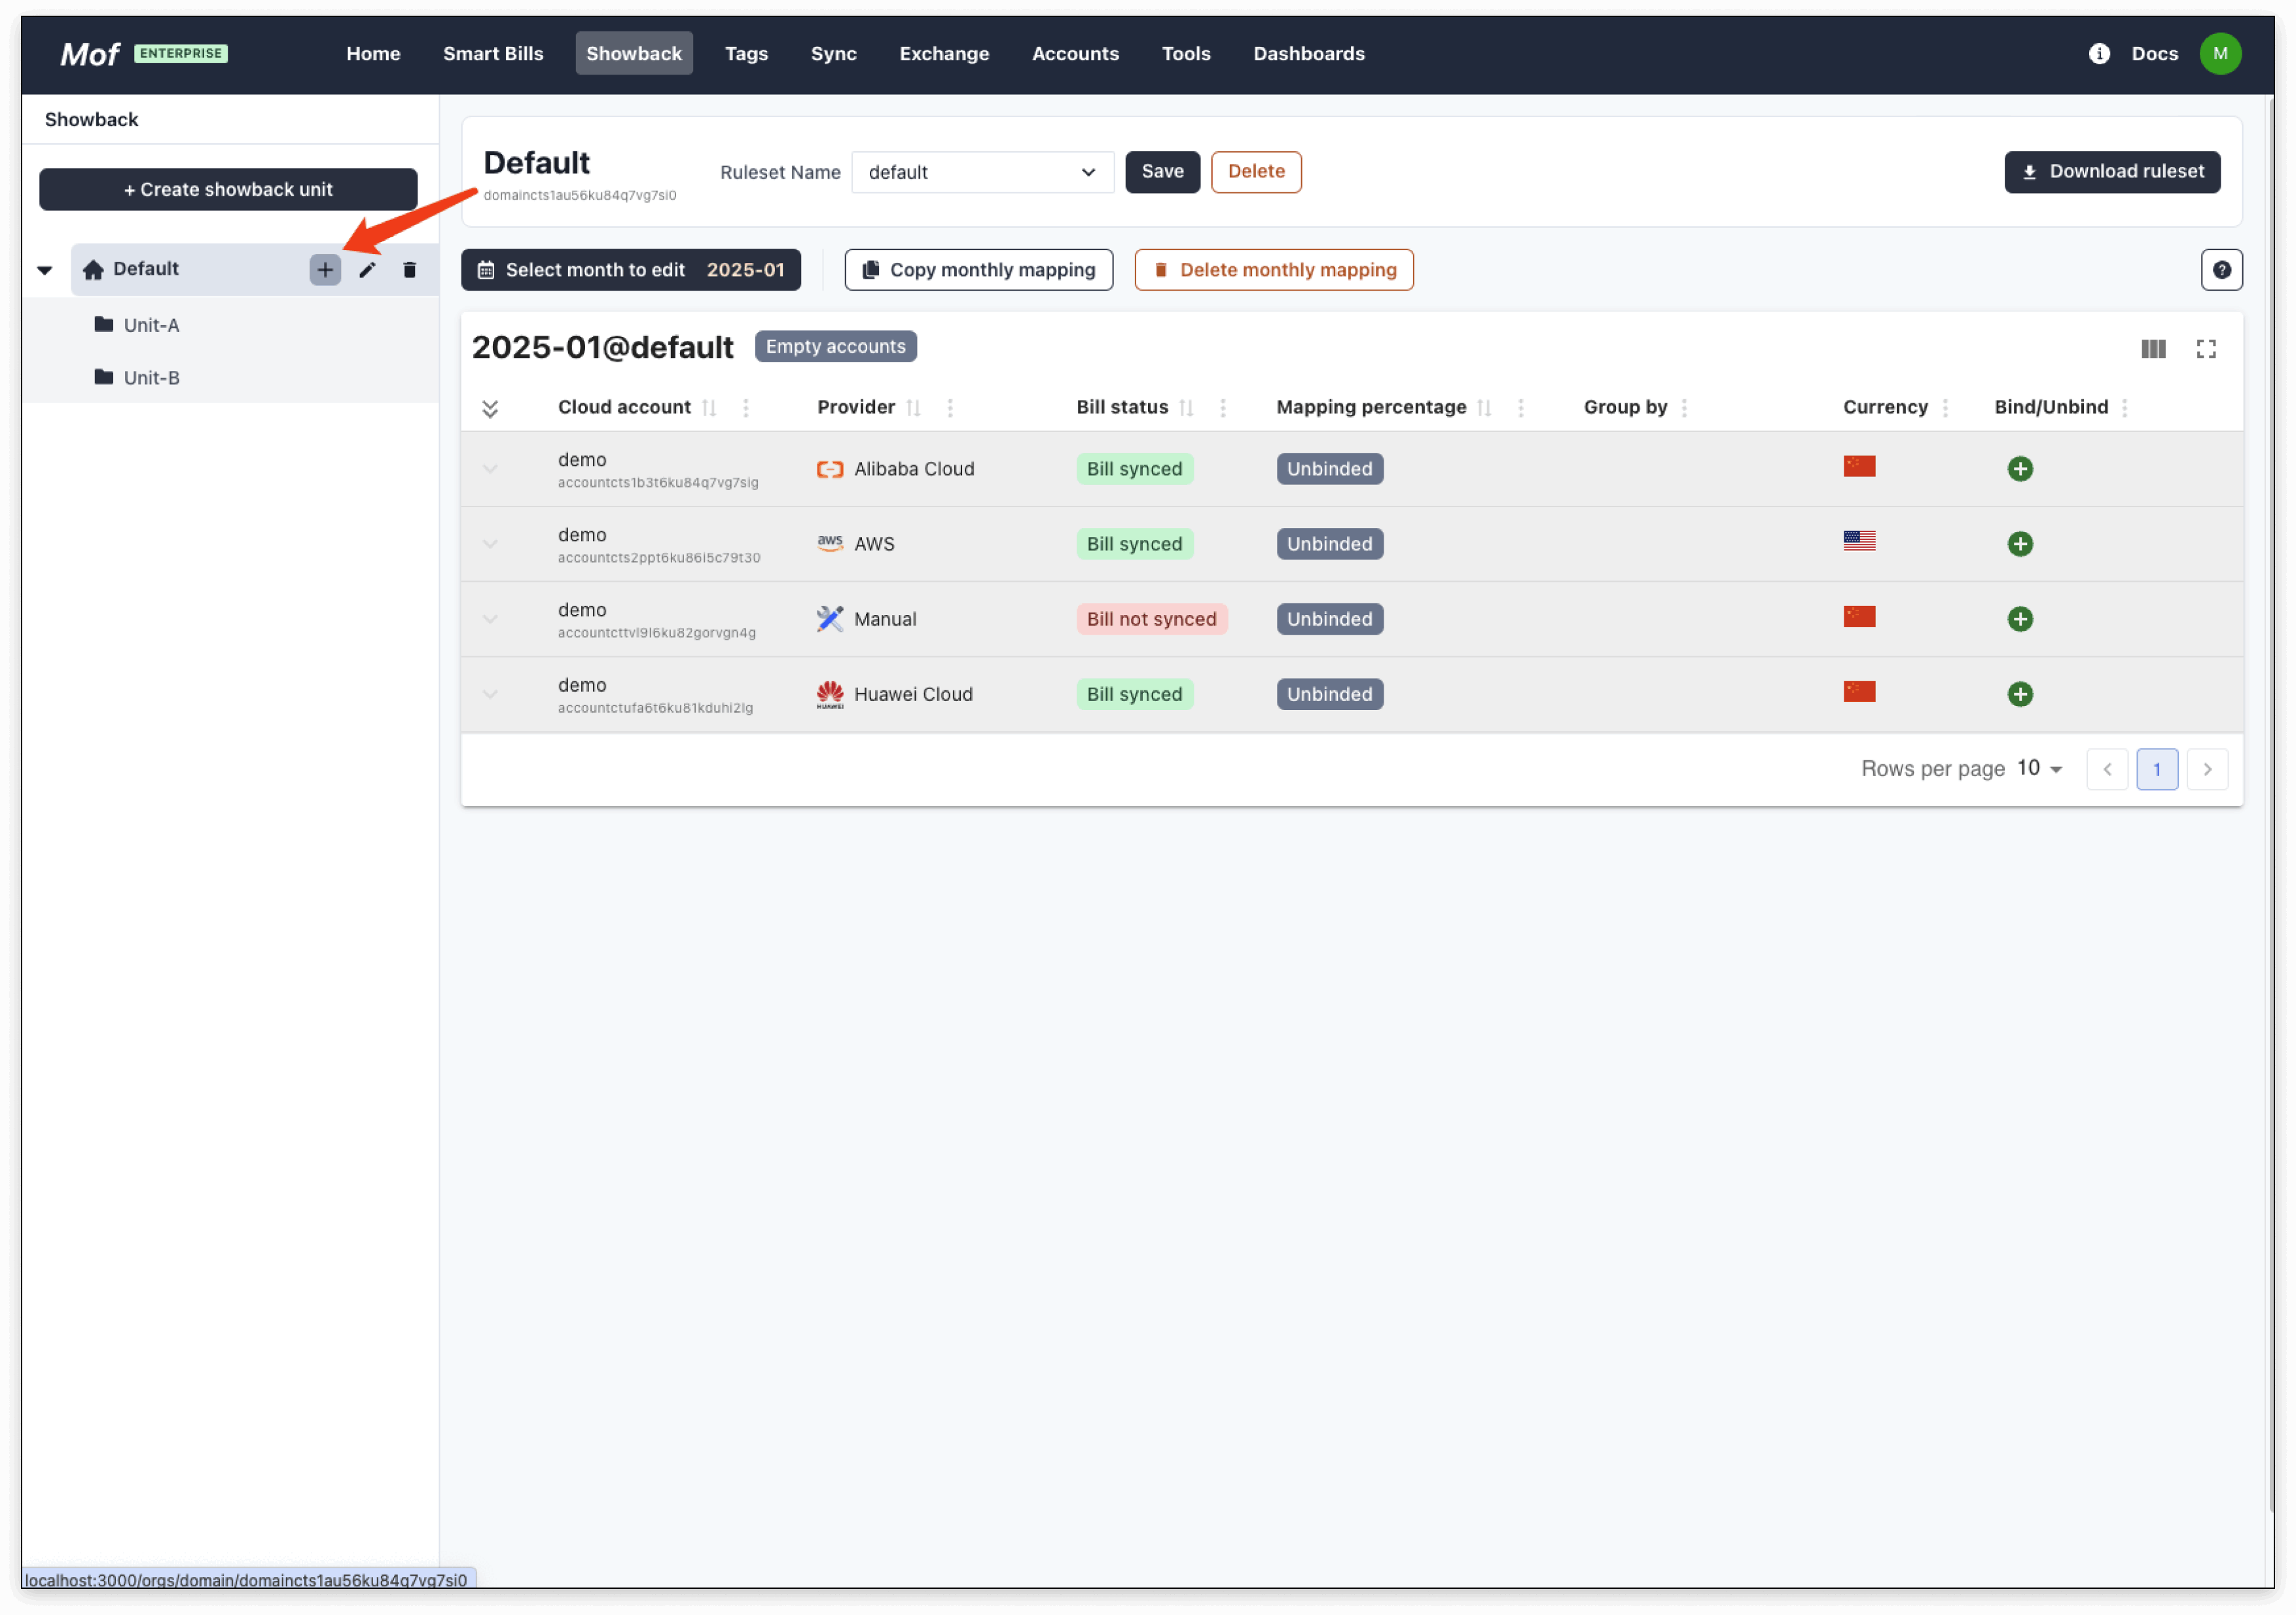 Mof ENTERPRISE Home Smart Bills Showback Tags Sync Exchange Accounts Tools Dashboards Docs M
Showback
+ Create showback unit
Default
Unit-A
Unit-B
Default
domaincts1au56ku84q7vg7si0
Ruleset Name default Save Delete Download ruleset
Select month to edit 2025-01 Copy monthly mapping Delete monthly mapping
2025-01@default Empty accounts
Cloud account Provider Bill status Mapping percentage Group by Currency Bind/Unbind
demo
accountcts1b3t6ku84q7vg7sig
Alibaba Cloud Bill synced Unbinded
demo
accountcts2ppt6ku86i5c79t30
aws AWS Bill synced Unbinded
demo
accountcttvl9l6ku82gorvgn4g
Manual Bill not synced Unbinded
demo
accountctufa6t6ku81kduhi2lg
HUAWEI Huawei Cloud Bill synced Unbinded
Rows per page 10 1
localhost:3000/orgs/domain/domaincts1au56ku84q7vg7si0